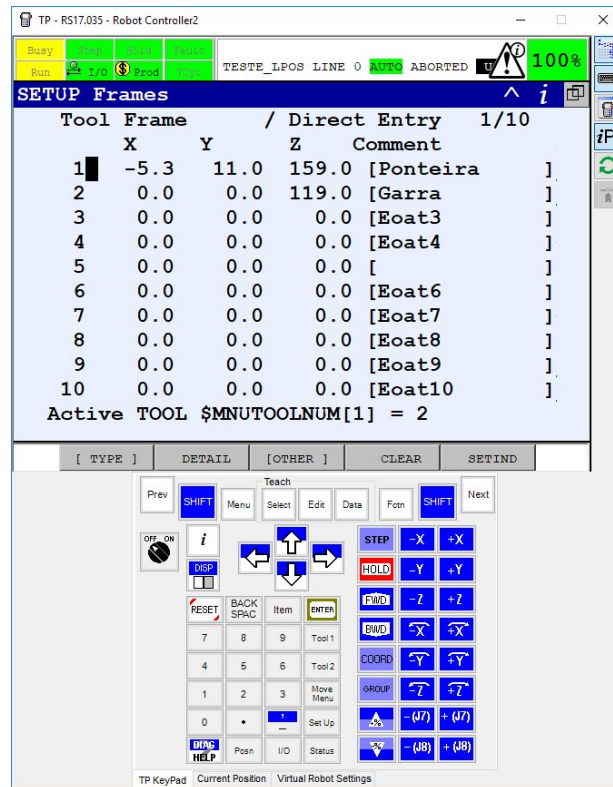 TP - RS17.035 - Robot Controller2
Busy Step Hold Fault
Run I/O Prod TCyc
TESTE_LPOS LINE 0 AUTO ABORTED
100%
SETUP Frames
Tool Frame / Direct Entry 1/10
X Y Z Comment
1 -5.3 11.0 159.0 [Ponteira ]
2 0.0 0.0 119.0 [Garra ]
3 0.0 0.0 0.0 [Eoat3 ]
4 0.0 0.0 0.0 [Eoat4 ]
5 0.0 0.0 0.0 [ ]
6 0.0 0.0 0.0 [Eoat6 ]
7 0.0 0.0 0.0 [Eoat7 ]
8 0.0 0.0 0.0 [Eoat8 ]
9 0.0 0.0 0.0 [Eoat9 ]
10 0.0 0.0 0.0 [Eoat10 ]
Active TOOL $MNUTOOLNUM[1] = 2
[ TYPE ] DETAIL [OTHER ] CLEAR SETIND
Teach
Prev SHIFT Menu Select Edit Data Fctn SHIFT Next
OFF ON i STEP -X +X
DISP HOLD -Y +Y
RESET BACK SPAC Item ENTER FWD -Z +Z
7 8 9 Tool 1 BWD -X +X
4 5 6 Tool 2 COORD -Y +Y
1 2 3 Move Menu GROUP -Z +Z
0 . , - Set Up % - (J7) + (J7)
DIAG HELP Posn I/O Status % - (J8) + (J8)
TP KeyPad Current Position Virtual Robot Settings